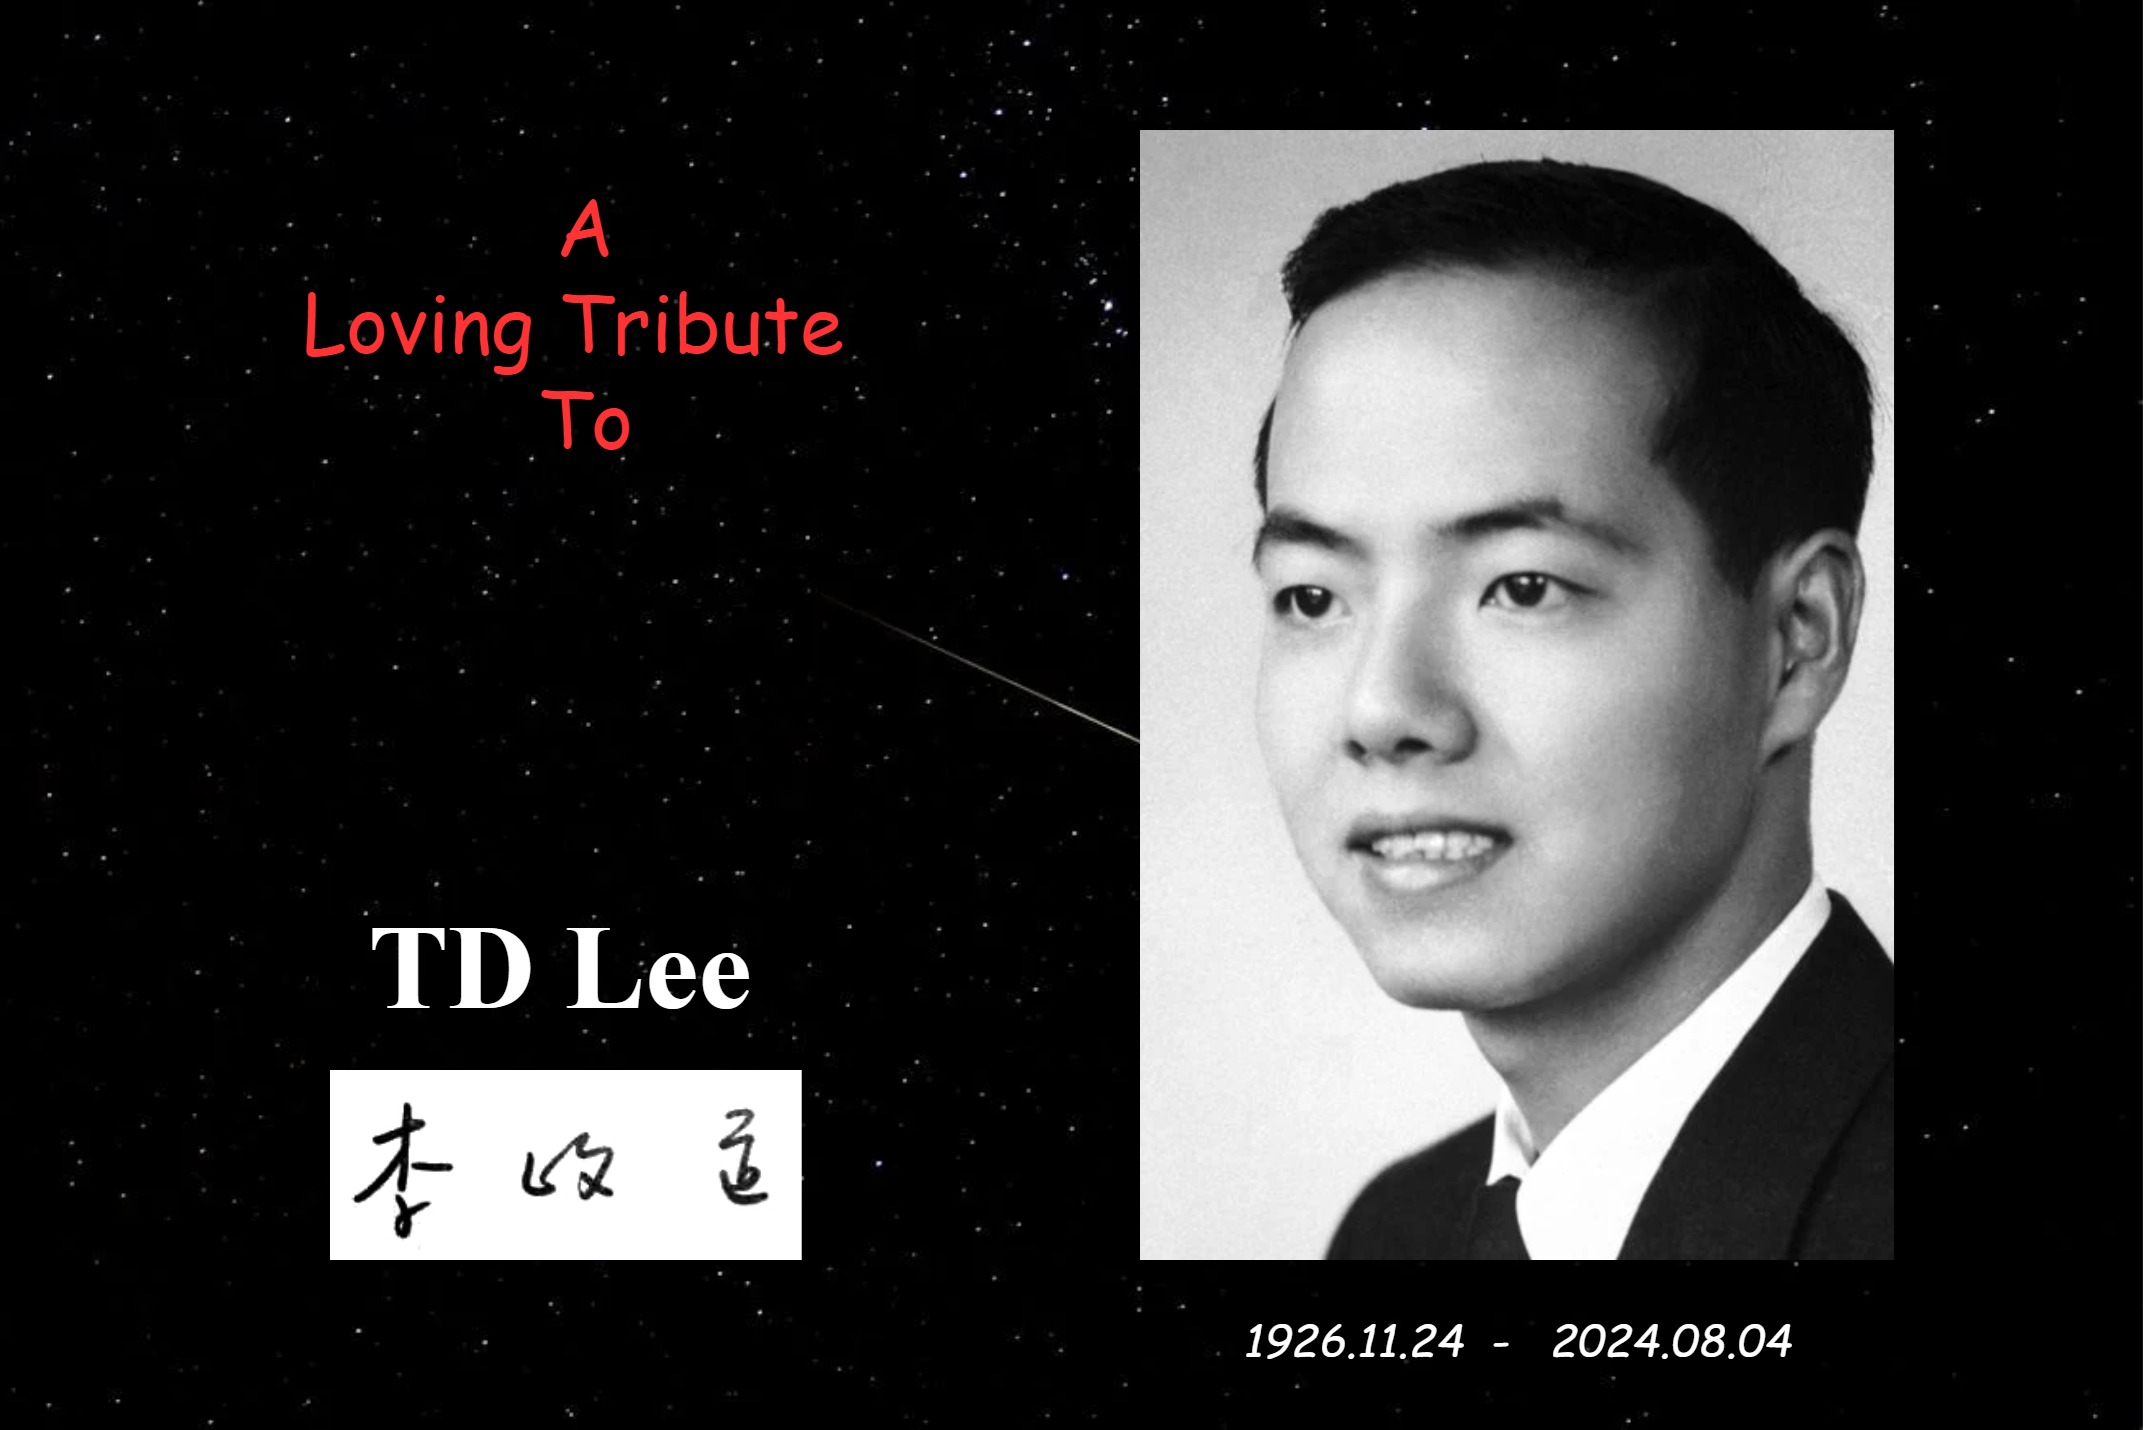 A
Loving Tribute
To
TD Lee
李政道
1926.11.24 - 2024.08.04